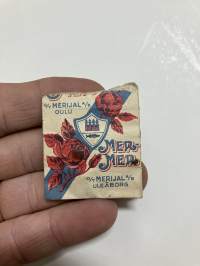 O/Y MERIJAL A/B
OULU
MER-
MER
O/Y MERIJAL A/B
ULEÅBORG